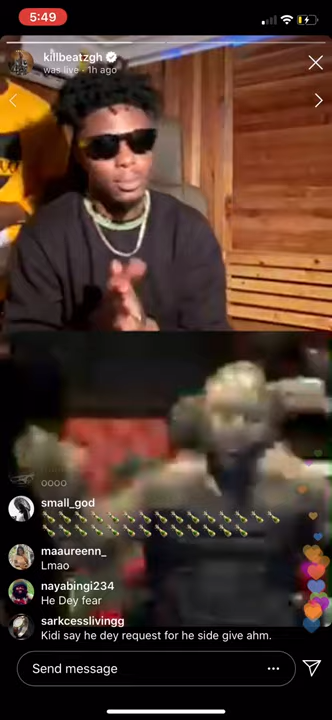 5:49
killbeatzgh
was live · 1h ago
oooo
small_god
🍾🍾🍾🍾🍾🍾🍾🍾🍾🍾🍾🍾🍾🍾🍾
🍾🍾🍾🍾🍾🍾🍾🍾🍾🍾🍾🍾🍾
maaureenn_
Lmao
nayabingi234
He Dey fear
sarkcesslivingg
Kidi say he dey request for he side give ahm.
Send message